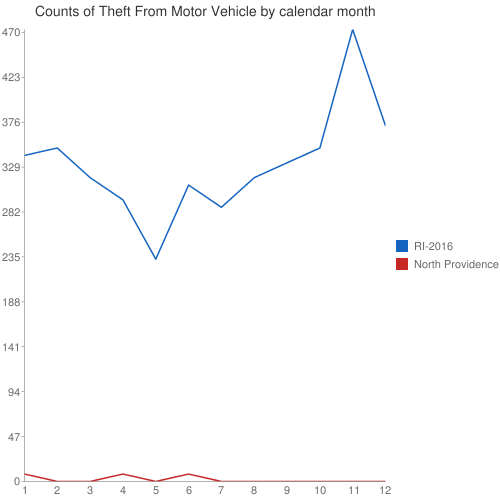 Counts of Theft From Motor Vehicle by calendar month
470
423
376
329
282
235
188
141
94
47
0
1 2 3 4 5 6 7 8 9 10 11 12
RI-2016
North Providence